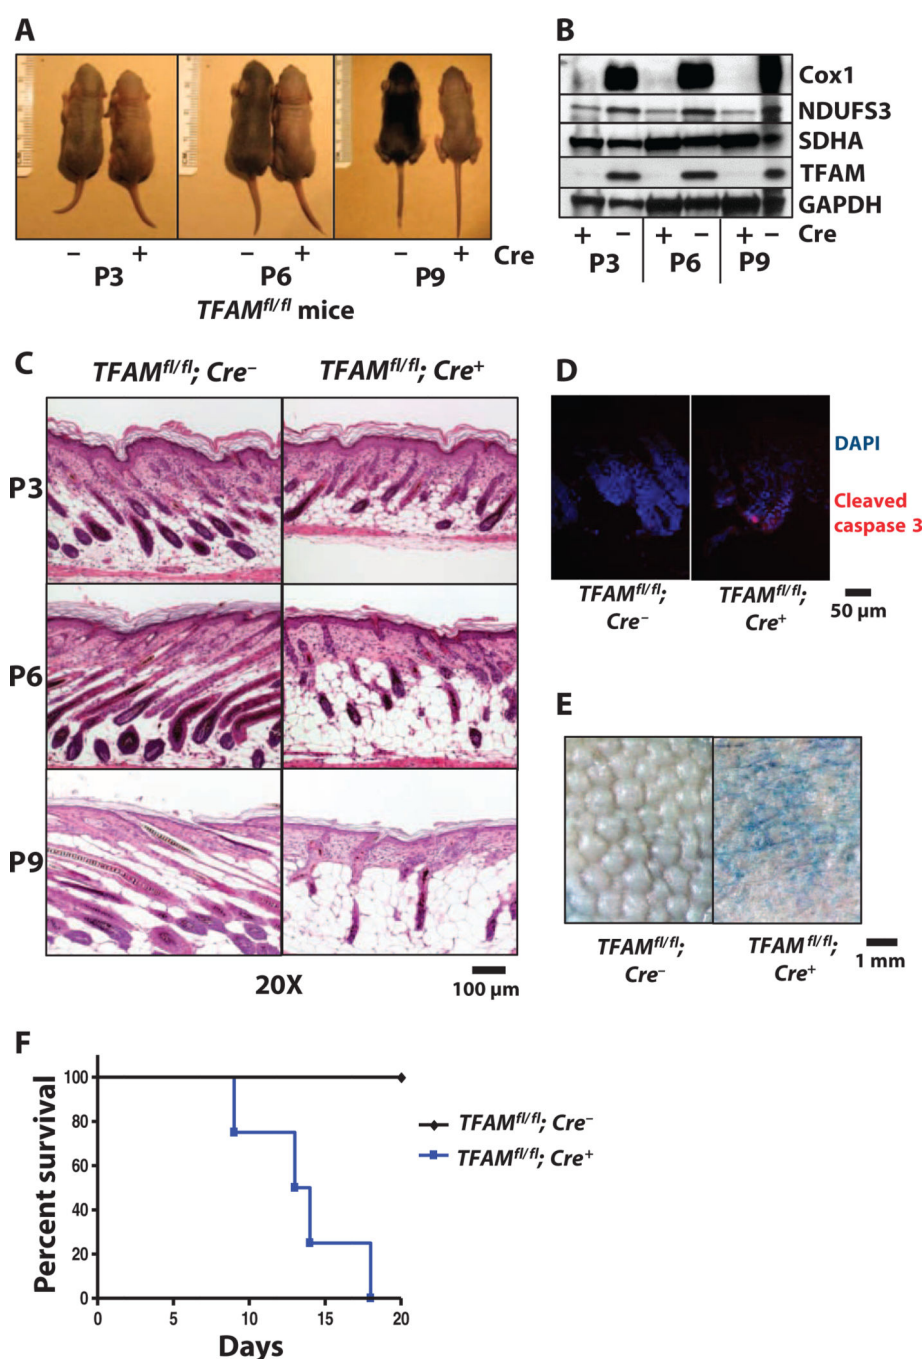 A
− + − + − + Cre
P3 P6 P9
TFAMfl/fl mice
B
Cox1
NDUFS3
SDHA
TFAM
GAPDH
+ − + − + − Cre
P3 P6 P9
C
TFAMfl/fl; Cre− TFAMfl/fl; Cre+
P3
P6
P9
20X
100 µm
D
DAPI
Cleaved
caspase 3
TFAMfl/fl; TFAMfl/fl;
Cre− Cre+
50 µm
E
TFAMfl/fl; TFAMfl/fl;
Cre− Cre+
1 mm
F
Percent survival
100
80
60
40
20
0
0 5 10 15 20
Days
TFAMfl/fl; Cre−
TFAMfl/fl; Cre+